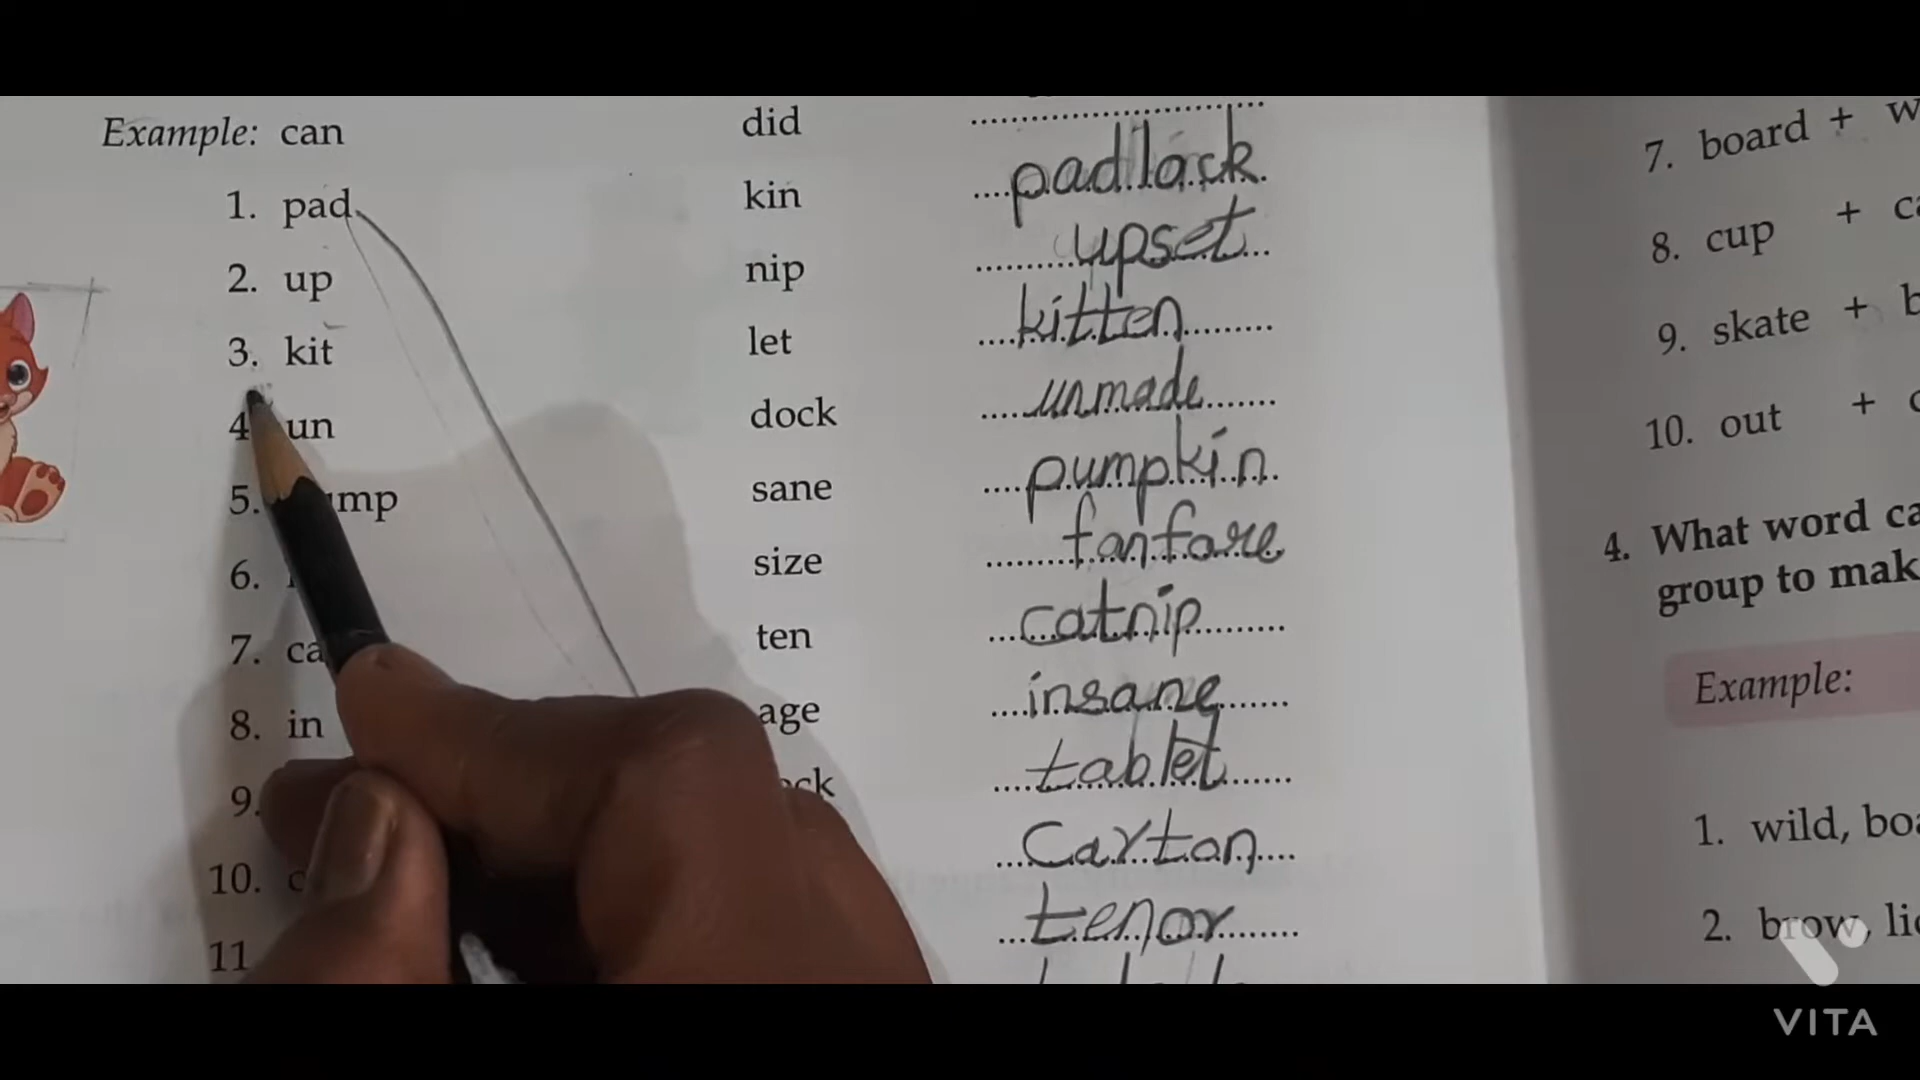 Example: can did
1. pad kin padlock
2. up nip upset
3. kit let kitten
4 un dock unmade
5. mp sane pumpkin
6. size fanfare
7. ca ten catnip
8. in age insane
9. ck tablet
10. c Carton
11 tenor
7. board + w
8. cup + ca
9. skate + b
10. out + c
4. What word ca
group to mak
Example:
1. wild, boa
2. brow, lic
VITA